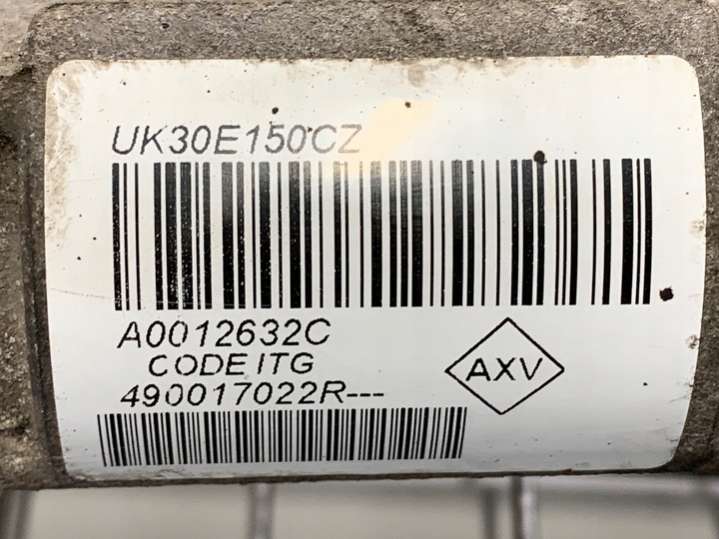 UK30E150CZ
A0012632C
CODE ITG
490017022R---
AXV